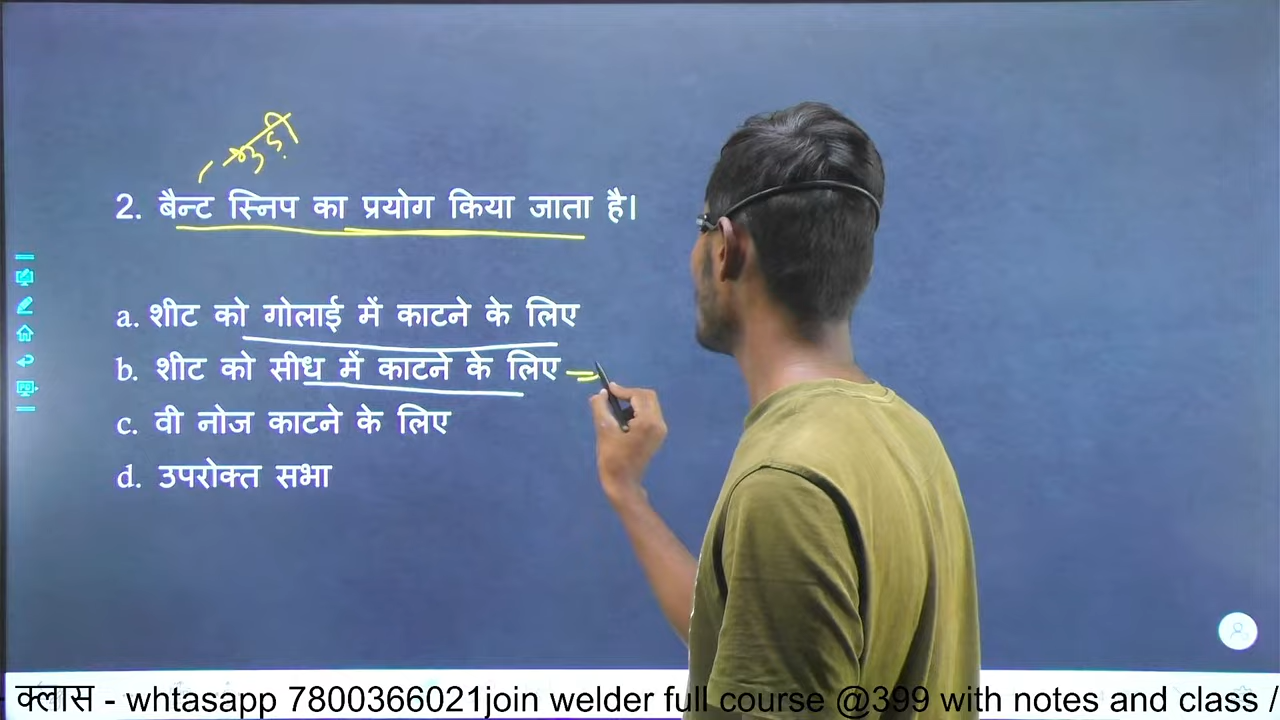 मुड़ी
2. बैन्ट स्निप का प्रयोग किया जाता है।
a. शीट को गोलाई में काटने के लिए
b. शीट को सीध में काटने के लिए
c. वी नोज काटने के लिए
d. उपरोक्त सभा
क्लास - whtasapp 7800366021join welder full course @399 with notes and class /